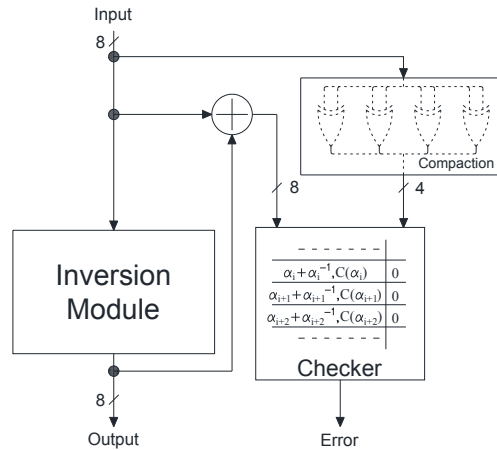 Input
8
Compaction
8
4
Inversion
Module
αᵢ+αᵢ⁻¹,C(αᵢ) 0
αᵢ₊₁+αᵢ₊₁⁻¹,C(αᵢ₊₁) 0
αᵢ₊₂+αᵢ₊₂⁻¹,C(αᵢ₊₂) 0
Checker
8
Output
Error